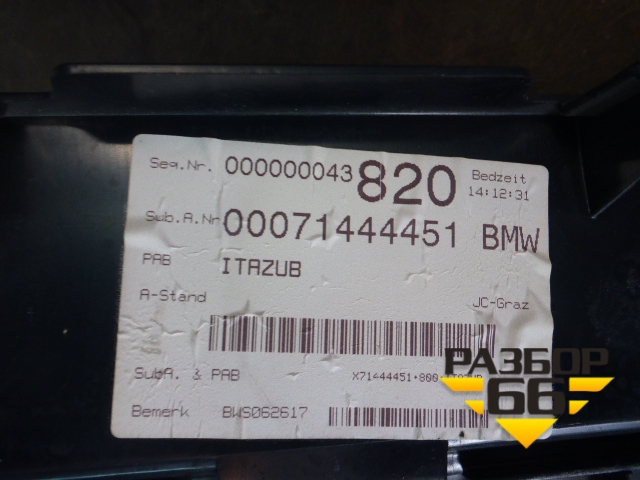 Seq.Nr. 000000043 820 Bedzeit
14:12:31
Sub.A.Nr 00071444451 BMW
PAB ITAZUB
A-Stand JC-Graz
SubA. & PAB
Bemerk BWS062617
РАЗБОР
66